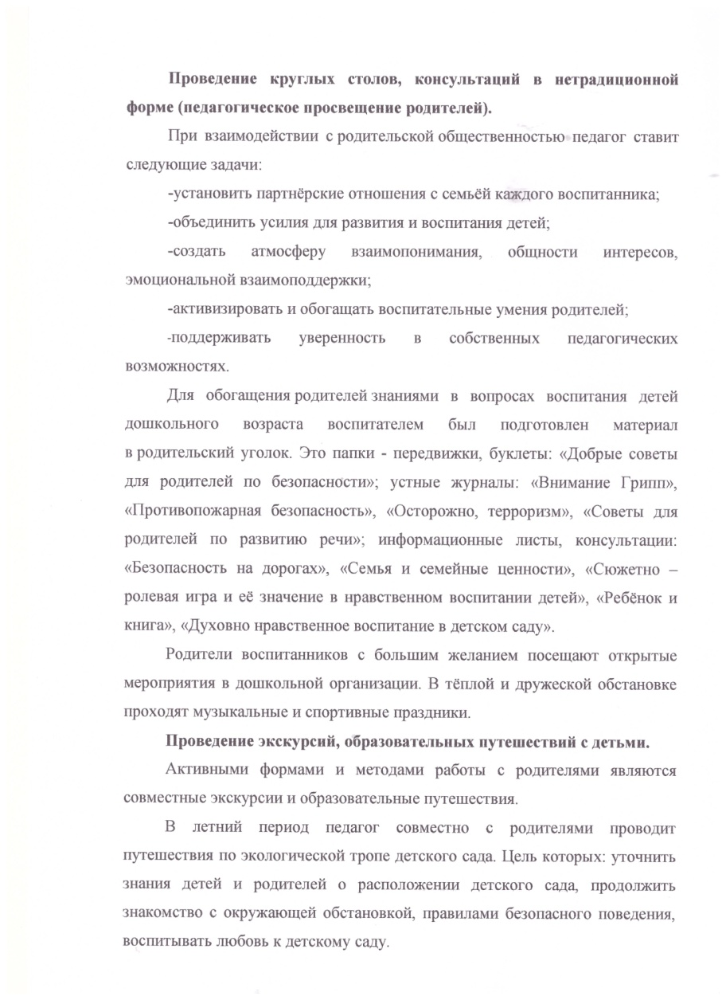 Проведение круглых столов, консультаций в нетрадиционной
форме (педагогическое просвещение родителей).
При взаимодействии с родительской общественностью педагог ставит
следующие задачи:
-установить партнёрские отношения с семьёй каждого воспитанника;
-объединить усилия для развития и воспитания детей;
-создать атмосферу взаимопонимания, общности интересов,
эмоциональной взаимоподдержки;
-активизировать и обогащать воспитательные умения родителей;
-поддерживать уверенность в собственных педагогических
возможностях.
Для обогащения родителей знаниями в вопросах воспитания детей
дошкольного возраста воспитателем был подготовлен материал
в родительский уголок. Это папки - передвижки, буклеты: «Добрые советы
для родителей по безопасности»; устные журналы: «Внимание Грипп»,
«Противопожарная безопасность», «Осторожно, терроризм», «Советы для
родителей по развитию речи»; информационные листы, консультации:
«Безопасность на дорогах», «Семья и семейные ценности», «Сюжетно –
ролевая игра и её значение в нравственном воспитании детей», «Ребёнок и
книга», «Духовно нравственное воспитание в детском саду».
Родители воспитанников с большим желанием посещают открытые
мероприятия в дошкольной организации. В тёплой и дружеской обстановке
проходят музыкальные и спортивные праздники.
Проведение экскурсий, образовательных путешествий с детьми.
Активными формами и методами работы с родителями являются
совместные экскурсии и образовательные путешествия.
В летний период педагог совместно с родителями проводит
путешествия по экологической тропе детского сада. Цель которых: уточнить
знания детей и родителей о расположении детского сада, продолжить
знакомство с окружающей обстановкой, правилами безопасного поведения,
воспитывать любовь к детскому саду.